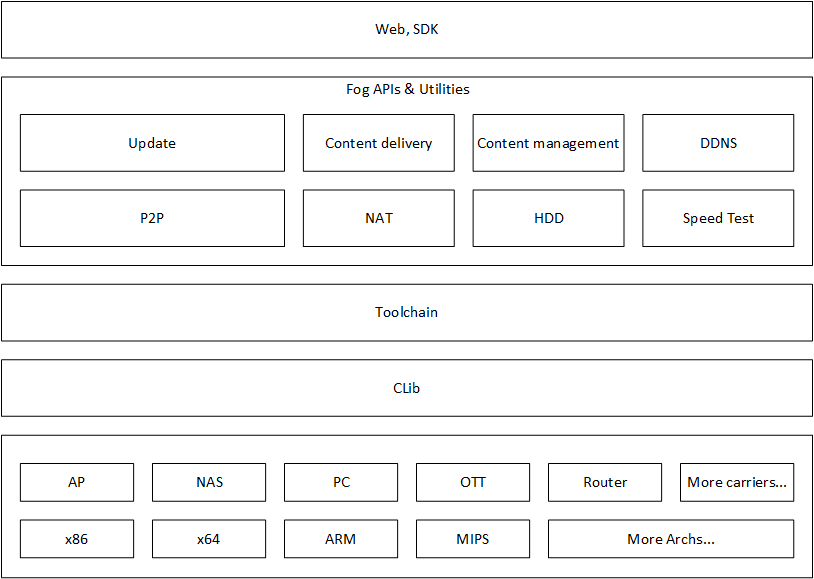 Web, SDK
Fog APIs & Utilities
Update
Content delivery
Content management
DDNS
P2P
NAT
HDD
Speed Test
Toolchain
CLib
AP
NAS
PC
OTT
Router
More carriers...
x86
x64
ARM
MIPS
More Archs...